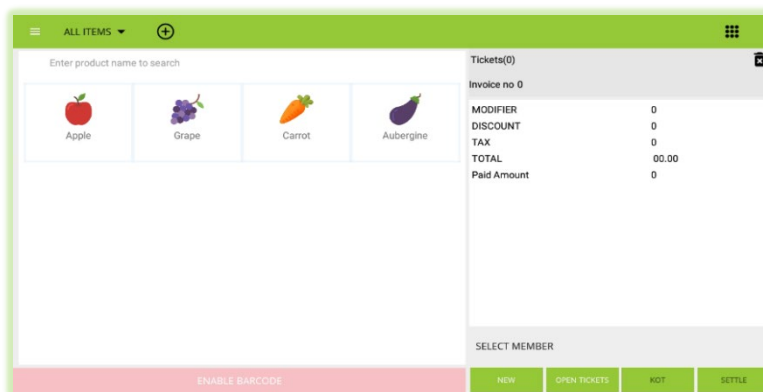 ALL ITEMS
Enter product name to search
Apple Grape Carrot Aubergine
Tickets(0)
Invoice no 0
MODIFIER 0
DISCOUNT 0
TAX 0
TOTAL 00.00
Paid Amount 0
SELECT MEMBER
ENABLE BARCODE
NEW OPEN TICKETS KOT SETTLE